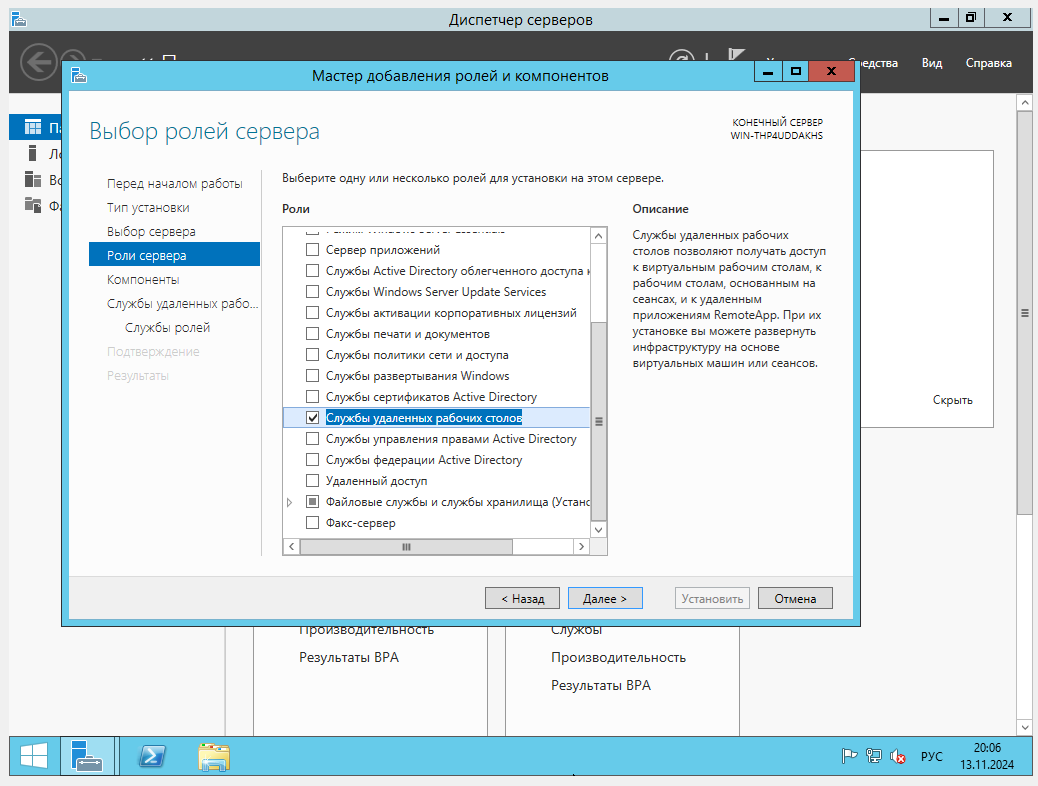 Диспетчер серверов
Средства
Вид
Справка
Мастер добавления ролей и компонентов
Выбор ролей сервера
КОНЕЧНЫЙ СЕРВЕР
WIN-THP4UDDAKHS
Перед началом работы
Тип установки
Выбор сервера
Роли сервера
Компоненты
Службы удаленных рабо...
Службы ролей
Подтверждение
Результаты
Выберите одну или несколько ролей для установки на этом сервере.
Роли
Сервер приложений
Службы Active Directory облегченного доступа к
Службы Windows Server Update Services
Службы активации корпоративных лицензий
Службы печати и документов
Службы политики сети и доступа
Службы развертывания Windows
Службы сертификатов Active Directory
Службы удаленных рабочих столов
Службы управления правами Active Directory
Службы федерации Active Directory
Удаленный доступ
Файловые службы и службы хранилища (Устано
Факс-сервер
Описание
Службы удаленных рабочих
столов позволяют получать доступ
к виртуальным рабочим столам, к
рабочим столам, основанным на
сеансах, и к удаленным
приложениям RemoteApp. При их
установке вы можете развернуть
инфраструктуру на основе
виртуальных машин или сеансов.
Скрыть
< Назад
Далее >
Установить
Отмена
Производительность
Результаты BPA
Службы
Производительность
Результаты BPA
РУС
20:06
13.11.2024